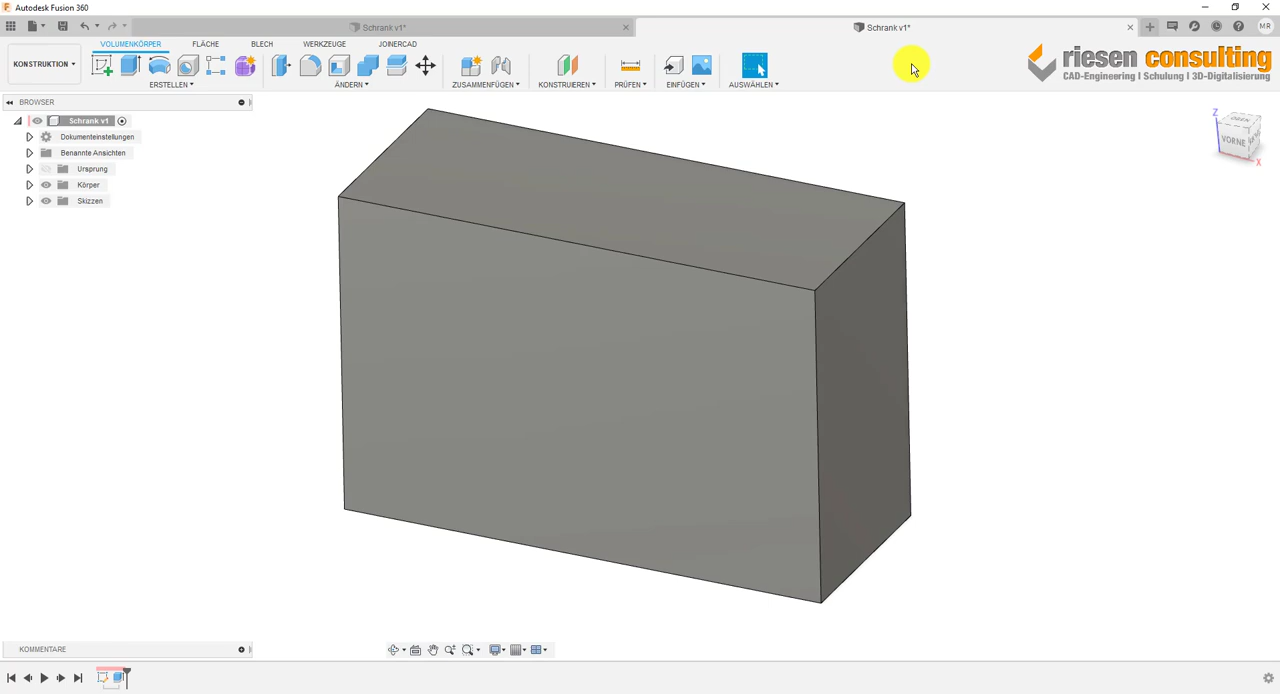 Autodesk Fusion 360
Schrank v1*
Schrank v1*
MR
VOLUMENKÖRPER
FLÄCHE
BLECH
WERKZEUGE
JOINERCAD
KONSTRUKTION
ERSTELLEN
ÄNDERN
ZUSAMMENFÜGEN
KONSTRUIEREN
PRÜFEN
EINFÜGEN
AUSWÄHLEN
riesen consulting
CAD-Engineering | Schulung | 3D-Digitalisierung
BROWSER
Schrank v1
Dokumenteinstellungen
Benannte Ansichten
Ursprung
Körper
Skizzen
Z
OBEN
VORNE
X
KOMMENTARE